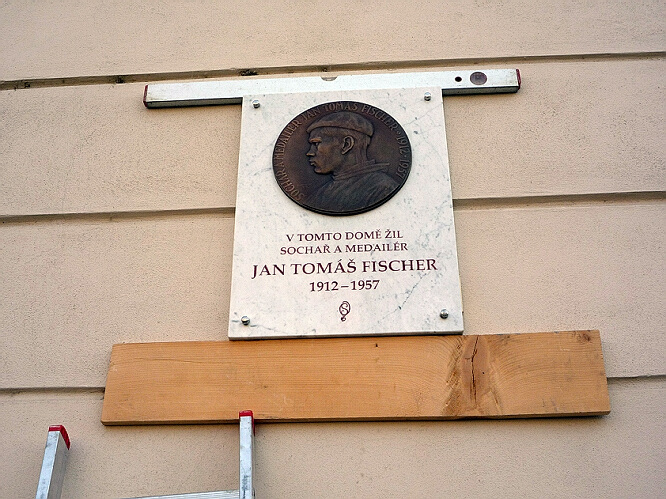 SOCHAŘ A MEDAILÉR JAN TOMÁŠ FISCHER · 1912-1957
V TOMTO DOMĚ ŽIL
SOCHAŘ A MEDAILÉR
JAN TOMÁŠ FISCHER
1912–1957